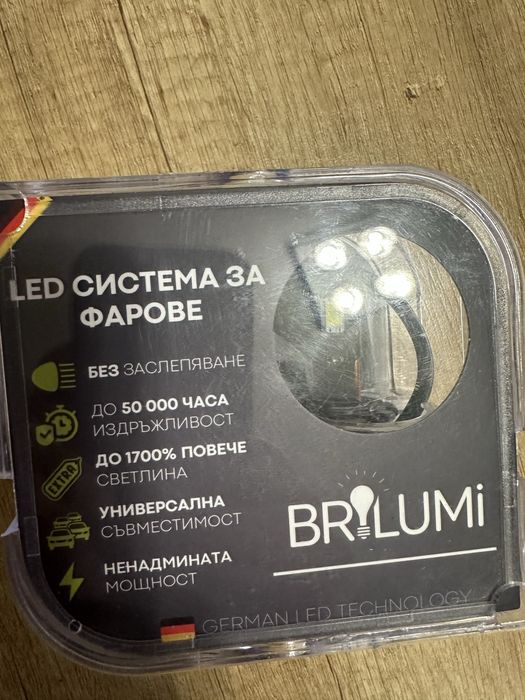 LED СИСТЕМА ЗА
ФАРОВЕ
БЕЗ ЗАСЛЕПЯВАНЕ
ДО 50 000 ЧАСА
ИЗДРЪЖЛИВОСТ
EXTRA
ДО 1700% ПОВЕЧЕ
СВЕТЛИНА
УНИВЕРСАЛНА
СЪВМЕСТИМОСТ
НЕНАДМИНАТА
МОЩНОСТ
BRILUMi
GERMAN LED TECHNOLOGY